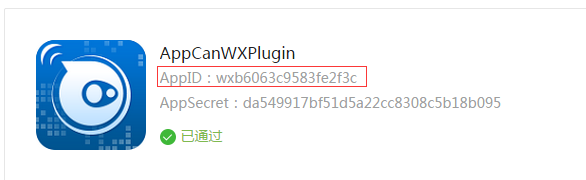 AppCanWXPlugin
AppID：wxb6063c9583fe2f3c
AppSecret：da549917bf51d5a22cc8308c5b18b095
已通过